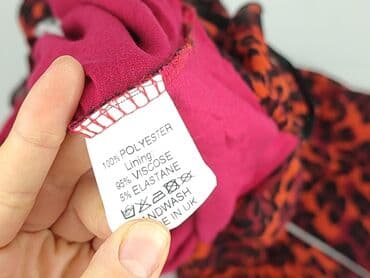 100% POLYESTER
Lining
95% VISCOSE
5% ELASTANE
HANDWASH
MADE IN UK